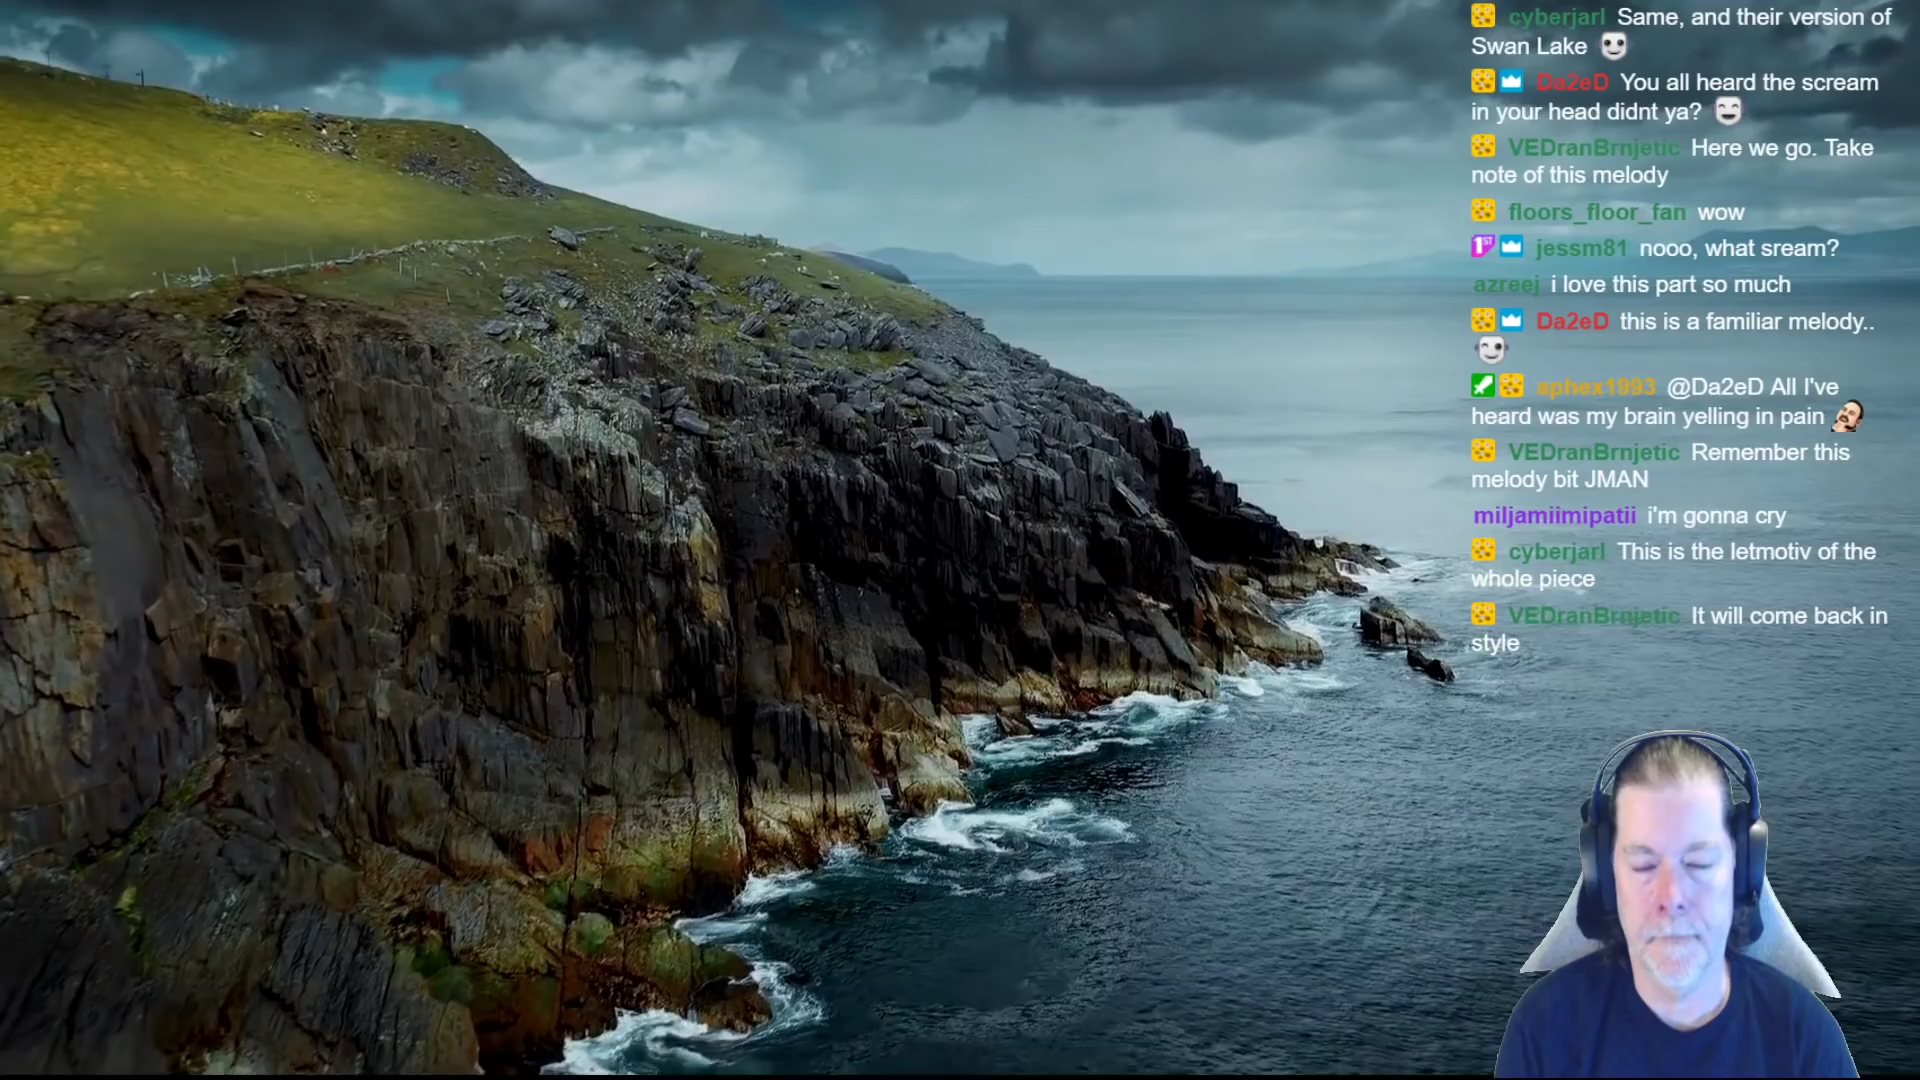 cyberjarl Same, and their version of
Swan Lake
Da2eD You all heard the scream
in your head didnt ya?
VEDranBrnjetic Here we go. Take
note of this melody
floors_floor_fan wow
1ST jessm81 nooo, what sream?
azreej i love this part so much
Da2eD this is a familiar melody..
aphex1993 @Da2eD All I've
heard was my brain yelling in pain
VEDranBrnjetic Remember this
melody bit JMAN
miljamiimipatii i'm gonna cry
cyberjarl This is the letmotiv of the
whole piece
VEDranBrnjetic It will come back in
style